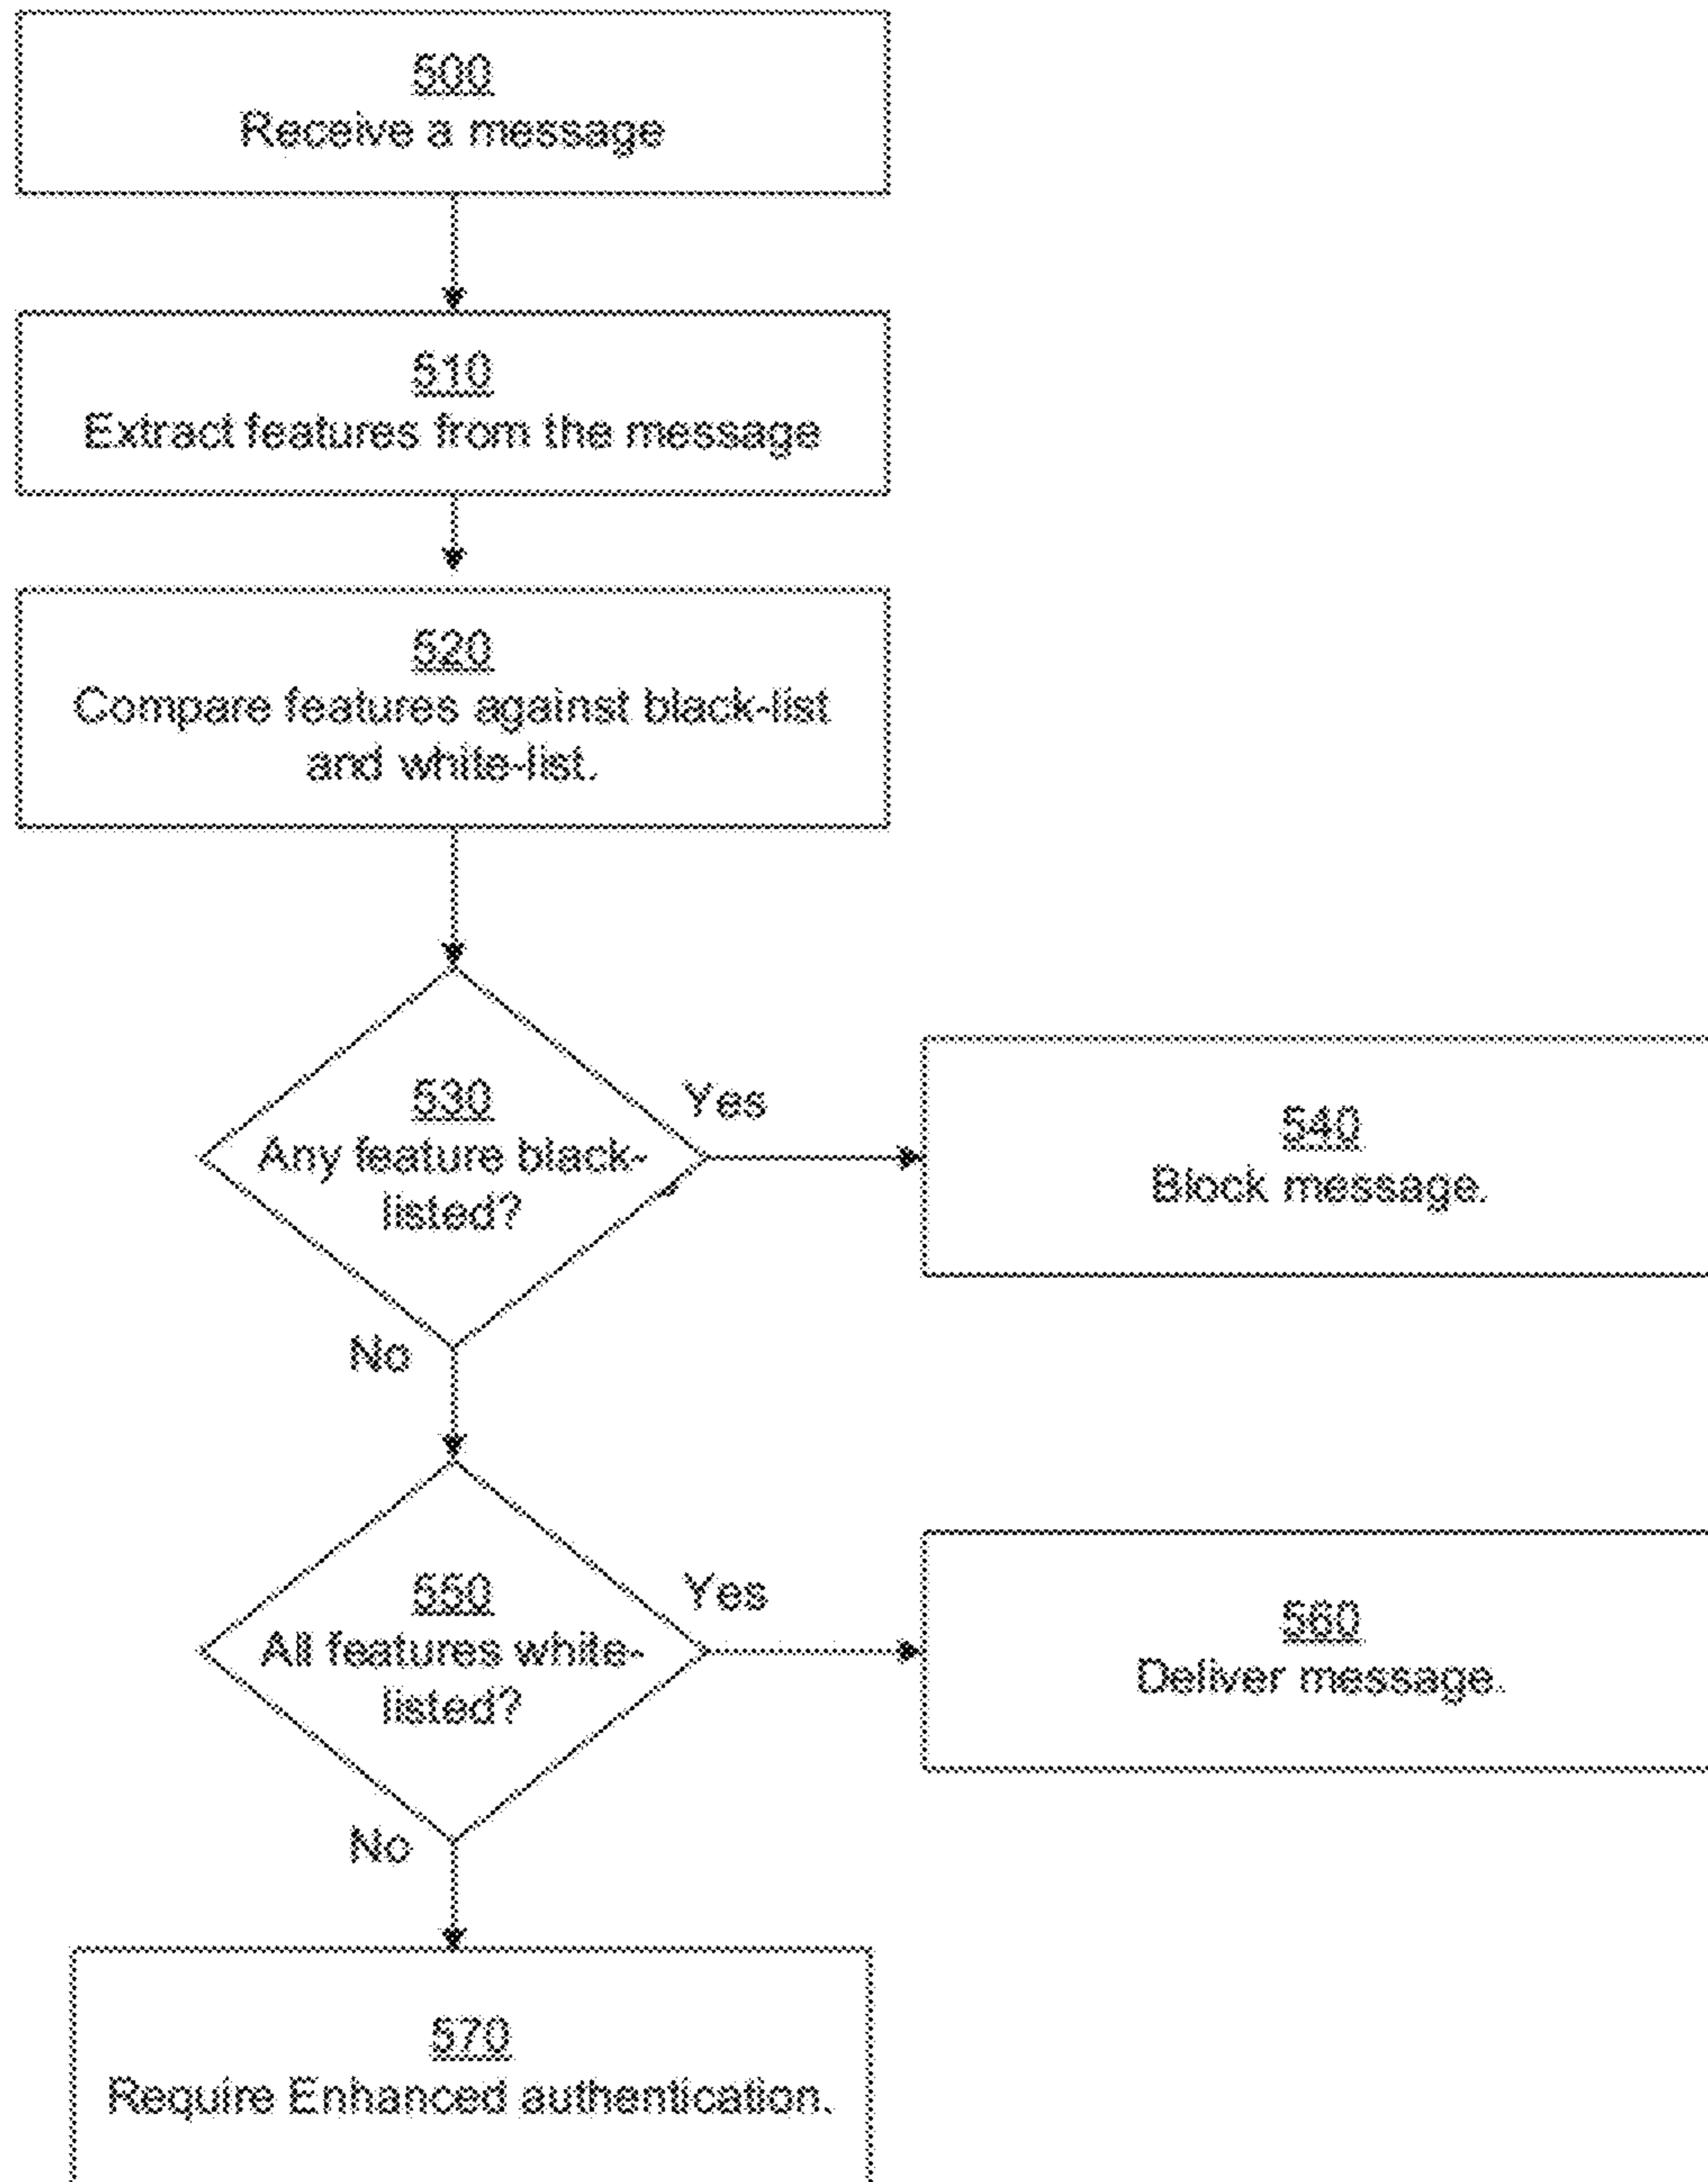 500
Receive a message
510
Extract features from the message
520
Compare features against black-list
and white-list.
530
Any feature black-
listed?
Yes
540
Block message.
No
550
All features white-
listed?
Yes
560
Deliver message.
No
570
Require Enhanced authentication.